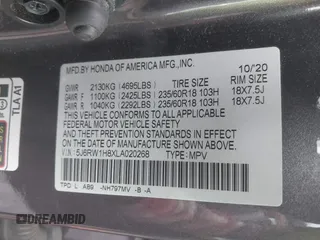 TLA A1
MFD.BY HONDA OF AMERICA MFG.,INC. 10/'20
GVWR 2130KG (4695LBS) TIRE SIZE RIM SIZE
GAWR F 1100KG (2425LBS) 235/60R18 103H 18X7.5J
GAWR R 1040KG (2292LBS) 235/60R18 103H 18X7.5J
THIS VEHICLE CONFORMS TO ALL APPLICABLE
FEDERAL MOTOR VEHICLE SAFETY
AND THEFT PREVENTION STANDARDS IN EFFECT
ON THE DATE OF MANUFACTURE SHOWN ABOVE.
V.I.N.:5J6RW1H8XLA020268 TYPE:MPV
NH797MV -B -A
DREAMBID